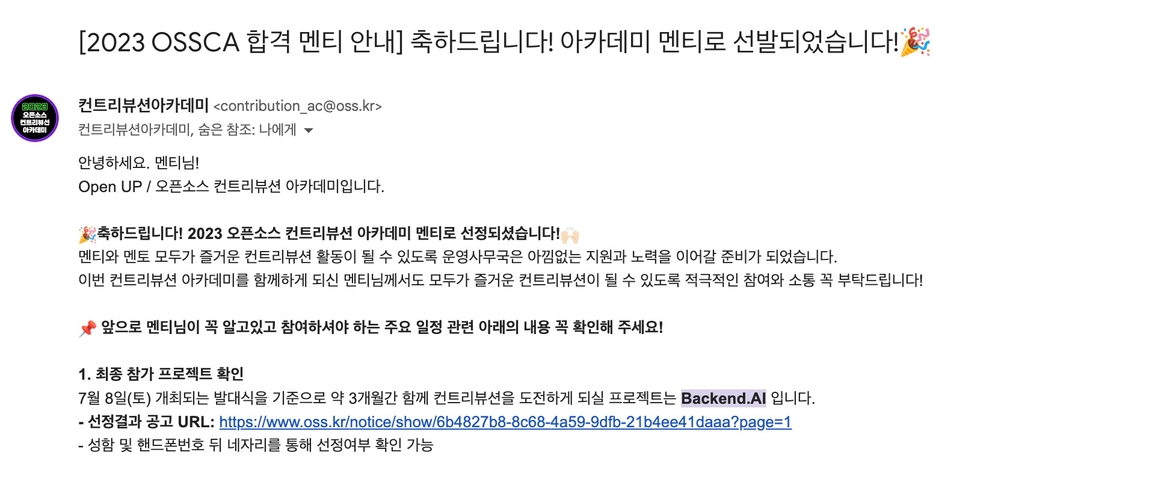 [2023 OSSCA 합격 멘티 안내] 축하드립니다! 아카데미 멘티로 선발되었습니다!🎉
2023
오픈소스
컨트리뷰션
아카데미
컨트리뷰션아카데미 <contribution_ac@oss.kr>
컨트리뷰션아카데미, 숨은 참조: 나에게
안녕하세요. 멘티님!
Open UP / 오픈소스 컨트리뷰션 아카데미입니다.
🎉축하드립니다! 2023 오픈소스 컨트리뷰션 아카데미 멘티로 선정되셨습니다!🙌🏻
멘티와 멘토 모두가 즐거운 컨트리뷰션 활동이 될 수 있도록 운영사무국은 아낌없는 지원과 노력을 이어갈 준비가 되었습니다.
이번 컨트리뷰션 아카데미를 함께하게 되신 멘티님께서도 모두가 즐거운 컨트리뷰션이 될 수 있도록 적극적인 참여와 소통 꼭 부탁드립니다!
📌 앞으로 멘티님이 꼭 알고있고 참여하셔야 하는 주요 일정 관련 아래의 내용 꼭 확인해 주세요!
1. 최종 참가 프로젝트 확인
7월 8일(토) 개최되는 발대식을 기준으로 약 3개월간 함께 컨트리뷰션을 도전하게 되실 프로젝트는 Backend.AI 입니다.
- 선정결과 공고 URL: https://www.oss.kr/notice/show/6b4827b8-8c68-4a59-9dfb-21b4ee41daaa?page=1
- 성함 및 핸드폰번호 뒤 네자리를 통해 선정여부 확인 가능